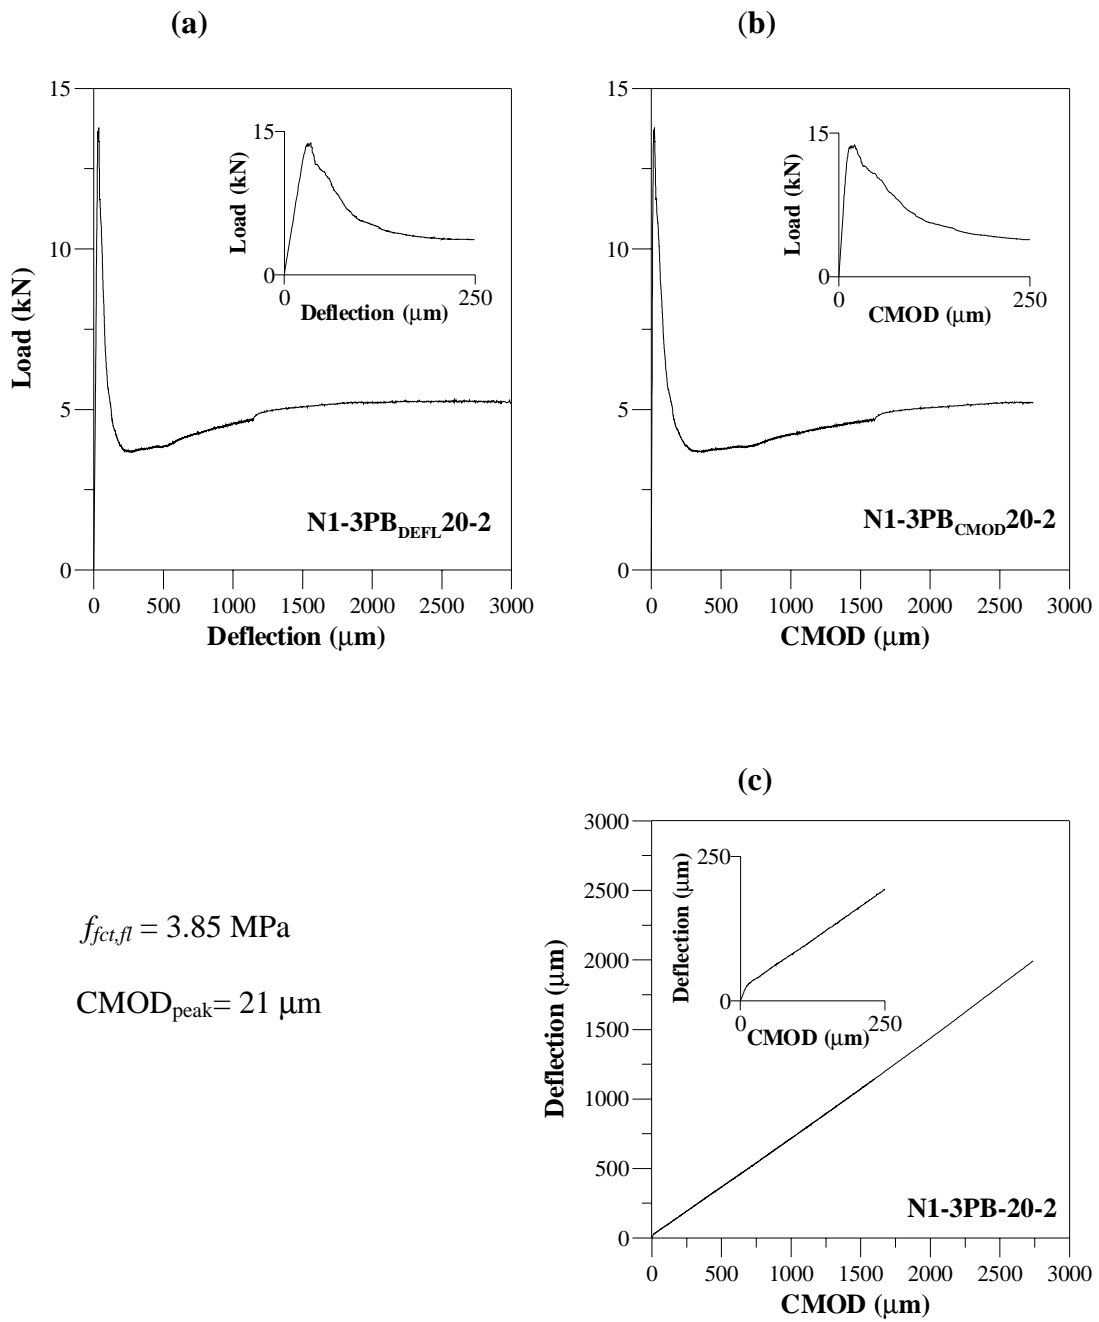 (a)
15
10
5
0
Load (kN)
0 500 1000 1500 2000 2500 3000
Deflection (μm)
15
0
Load (kN)
0 250
Deflection (μm)
N1-3PB_DEFL20-2
(b)
15
10
5
0
0 500 1000 1500 2000 2500 3000
CMOD (μm)
15
0
Load (kN)
0 250
CMOD (μm)
N1-3PB_CMOD20-2
f_fct,fl = 3.85 MPa
CMOD_peak= 21 μm
(c)
3000
2500
2000
1500
1000
500
0
Deflection (μm)
0 500 1000 1500 2000 2500 3000
CMOD (μm)
250
0
Deflection (μm)
0 250
CMOD (μm)
N1-3PB-20-2